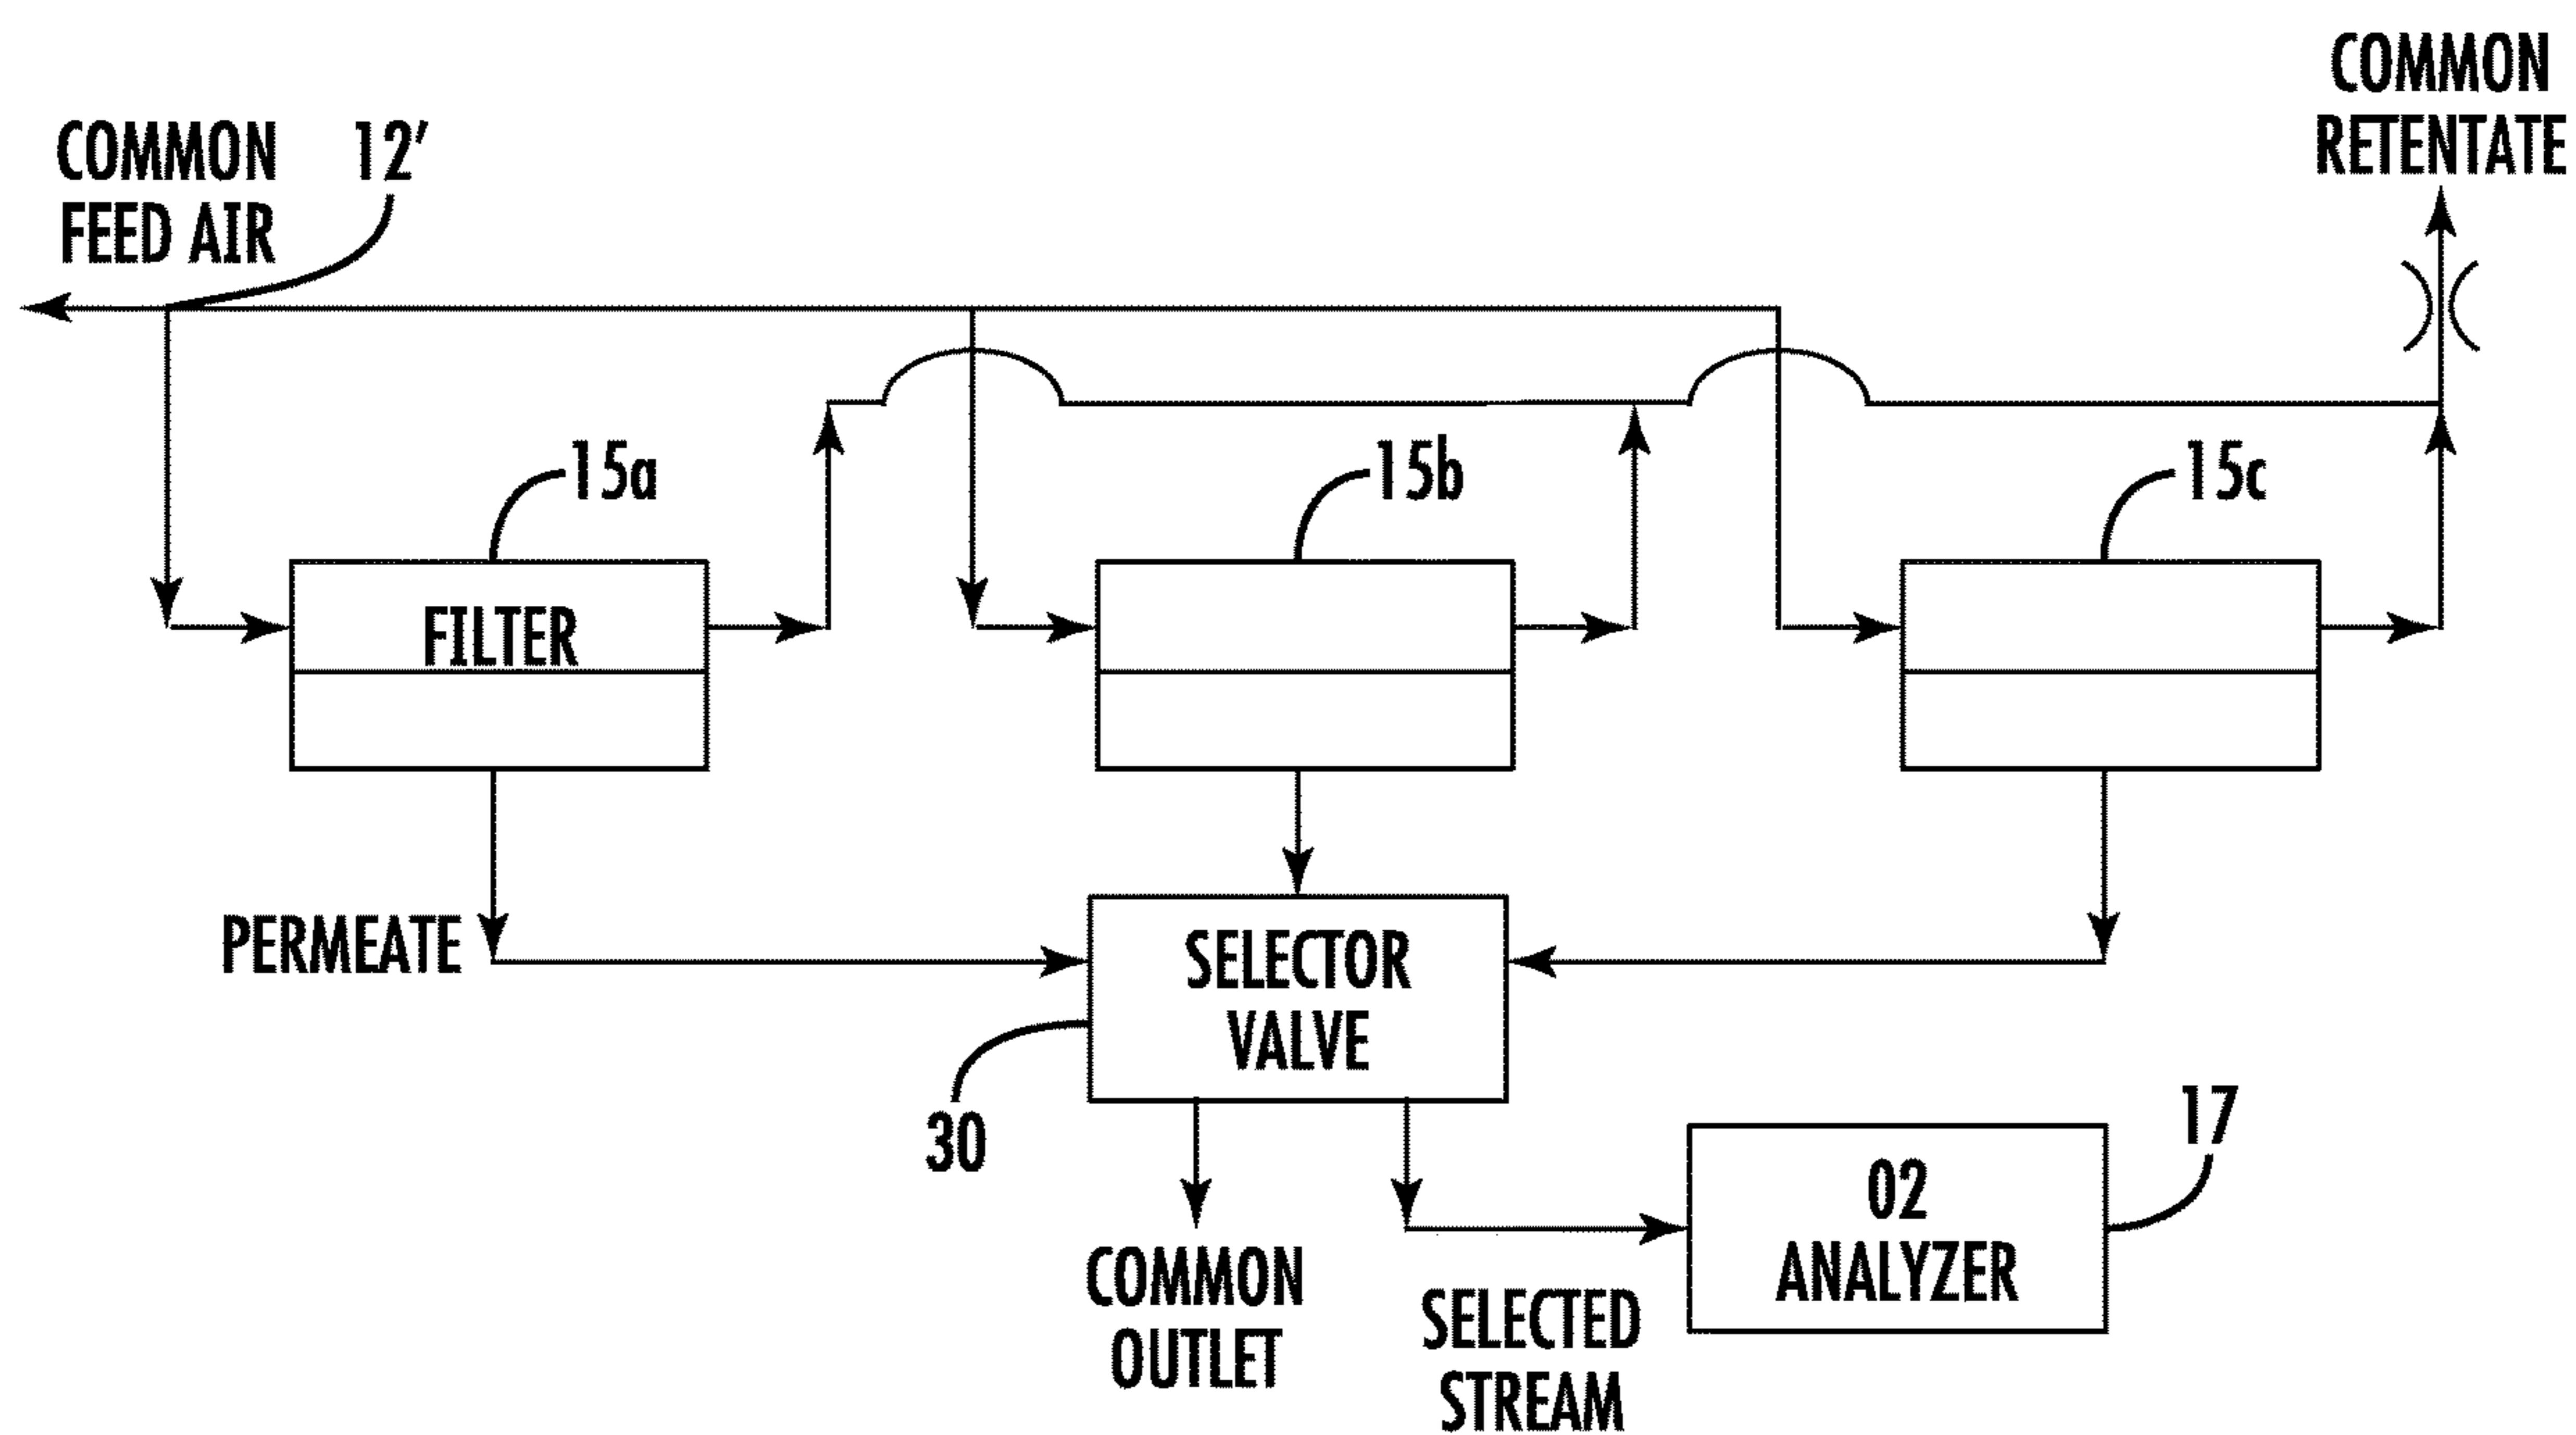 COMMON
RETENTATE
COMMON
FEED AIR
12'
15a
15b
15c
FILTER
PERMEATE
SELECTOR
VALVE
30
17
02
ANALYZER
COMMON
OUTLET
SELECTED
STREAM